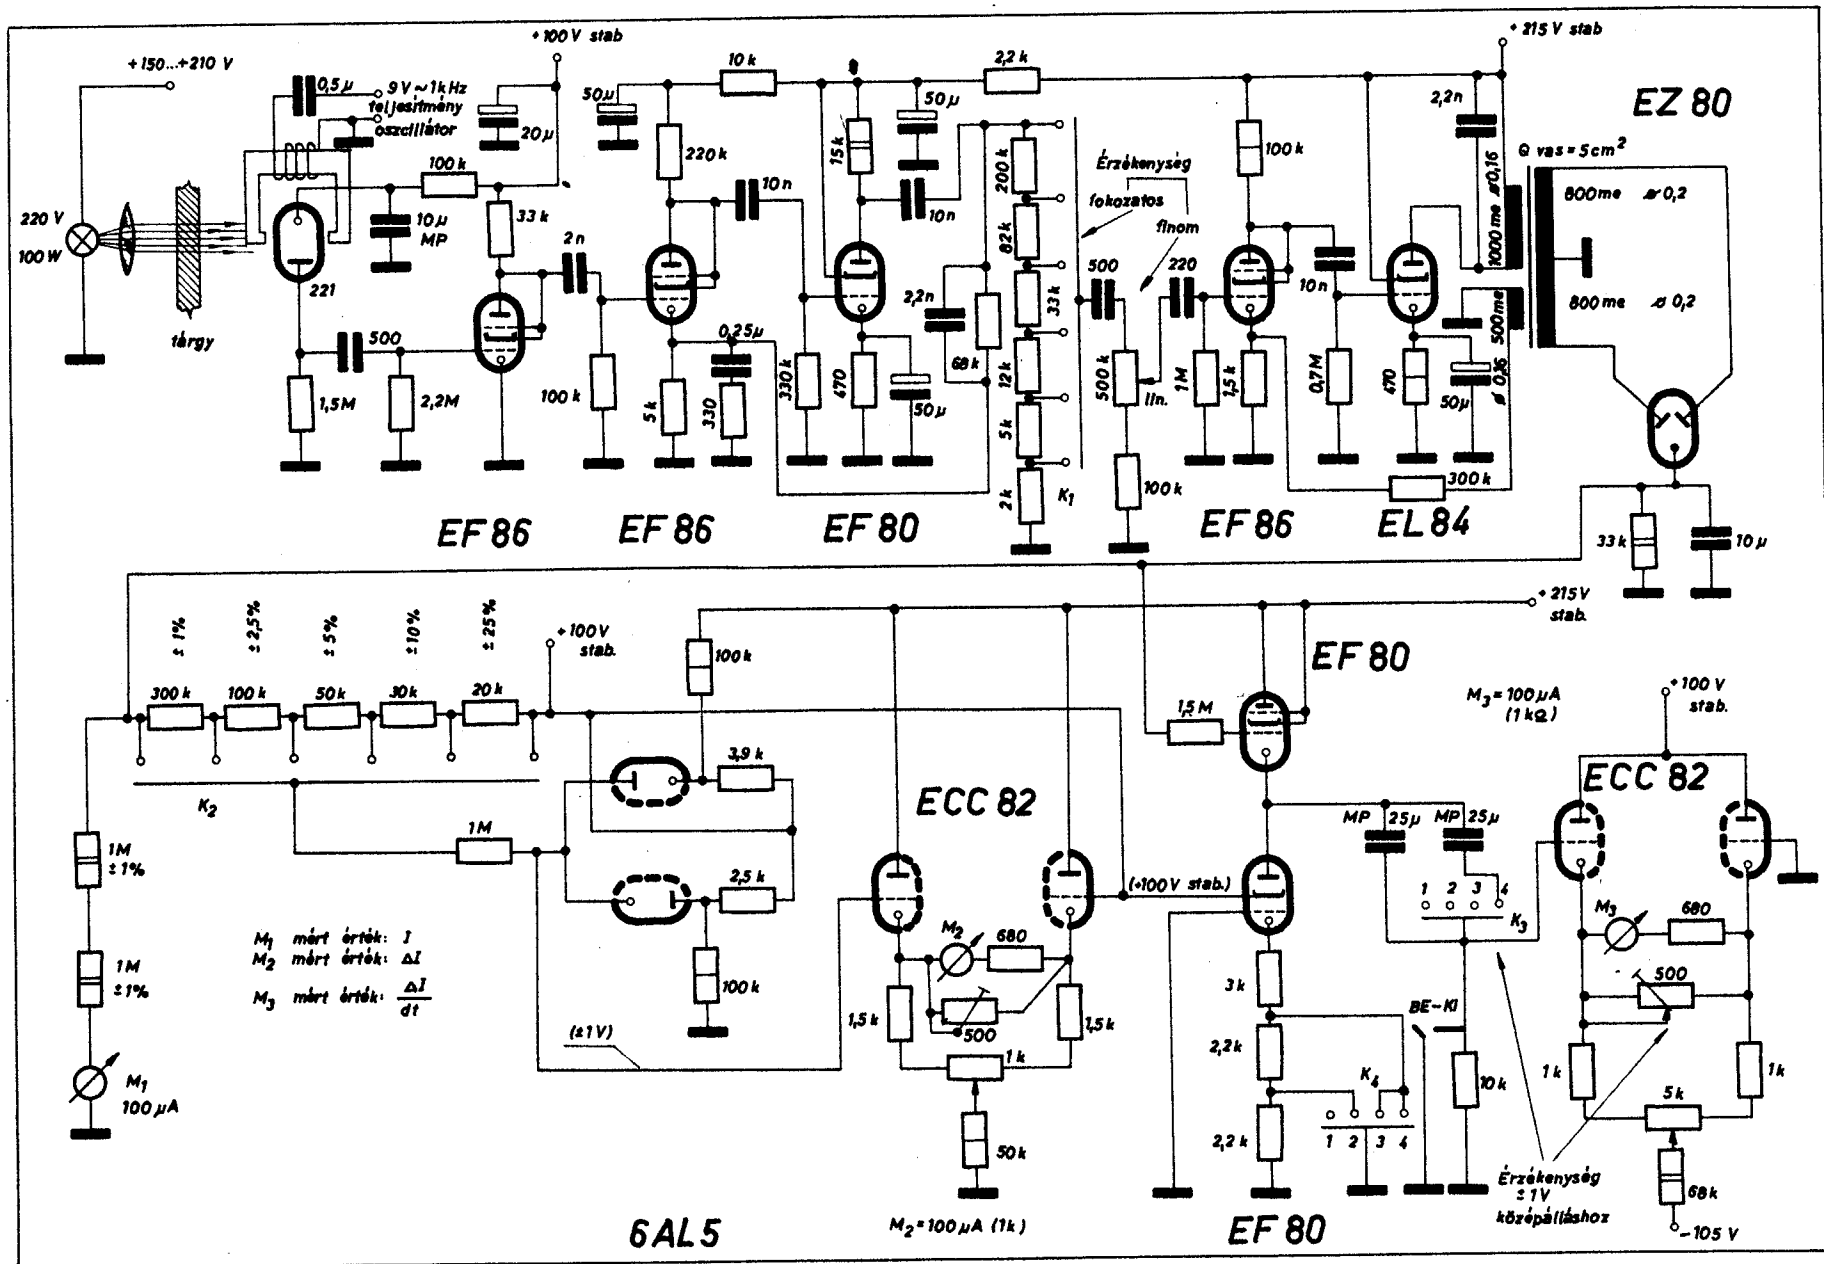 +150...+210 V
0,5 µ
9V ~ 1 kHz
teljesítmény
oszcillátor
+100 V stab
20 µ
100 k
10 µ
MP
33 k
220 V
100 W
tárgy
221
500
1,5 M
2,2 M
2 n
EF 86
50 µ
10 k
220 k
10 n
100 k
5 k
0,25 µ
330
EF 86
15 k
50 µ
10 n
2,2 k
330 k
470
50 µ
2,2 n
68 k
EF 80
200 k
82 k
33 k
12 k
5 k
2 k
K1
Érzékenység
fokozatos
finom
500
500 k
lin.
100 k
220
1 M
1,5 k
100 k
10 n
EF 86
0,7 M
470
50 µ
300 k
EL 84
+ 215 V stab
2,2 n
1000 me ø 0,16
500 me
ø 0,16
Q vas = 5 cm²
EZ 80
800 me ø 0,2
800 me ø 0,2
33 k
10 µ
± 1%
± 2,5%
± 5%
± 10%
± 25%
+ 100 V
stab.
300 k
100 k
50 k
30 k
20 k
K2
1 M
± 1%
1 M
± 1%
M1
100 µA
M1 mért érték: I
M2 mért érték: ΔI
M3 mért érték: ΔI
dt
1 M
(±1 V)
100 k
3,9 k
2,5 k
100 k
6AL5
ECC 82
M2
680
1,5 k
500
1,5 k
1 k
50 k
M2 = 100 µA (1k)
+ 215 V
stab.
EF 80
1,5 M
(+100 V stab.)
3 k
2,2 k
2,2 k
K4
1 2 3 4
EF 80
MP 25 µ
MP 25 µ
1 2 3 4
K3
BE-KI
10 k
M3 = 100 µA
(1 kΩ)
+ 100 V
stab.
ECC 82
M3
680
500
1 k
1 k
5 k
68 k
- 105 V
Érzékenység
± 1 V
középálláshoz